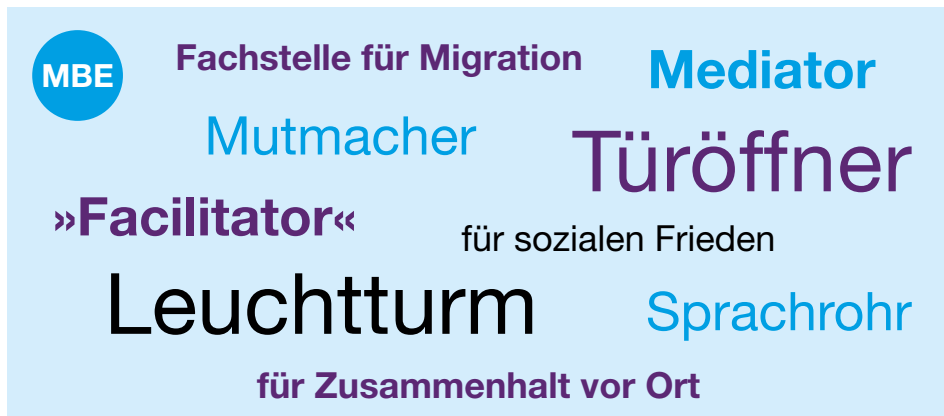 MBE
Fachstelle für Migration
Mediator
Mutmacher
Türöffner
»Facilitator«
für sozialen Frieden
Leuchtturm
Sprachrohr
für Zusammenhalt vor Ort